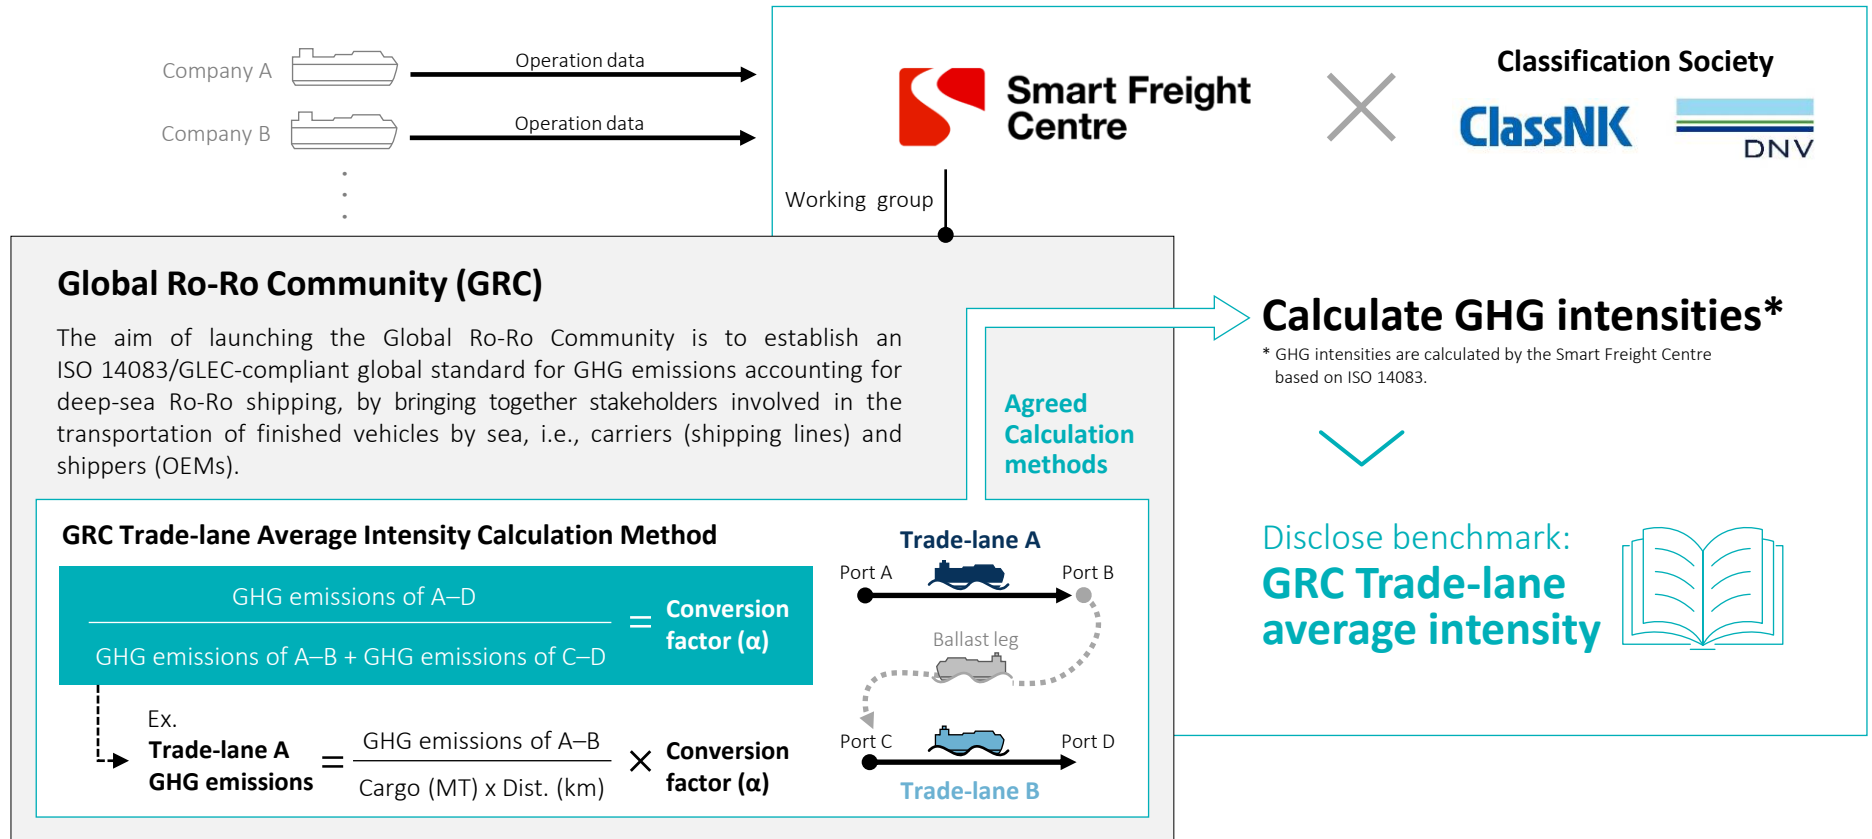 Company A
Operation data
Company B
Operation data
Smart Freight
Centre
Classification Society
ClassNK
DNV
Working group
Global Ro-Ro Community (GRC)
The aim of launching the Global Ro-Ro Community is to establish an
ISO 14083/GLEC-compliant global standard for GHG emissions accounting for
deep-sea Ro-Ro shipping, by bringing together stakeholders involved in the
transportation of finished vehicles by sea, i.e., carriers (shipping lines) and
shippers (OEMs).
Agreed
Calculation
methods
Calculate GHG intensities*
* GHG intensities are calculated by the Smart Freight Centre
based on ISO 14083.
Disclose benchmark:
GRC Trade-lane
average intensity
GRC Trade-lane Average Intensity Calculation Method
GHG emissions of A–D
GHG emissions of A–B + GHG emissions of C–D
=
Conversion
factor (α)
Ex.
Trade-lane A
GHG emissions
=
GHG emissions of A–B
Cargo (MT) x Dist. (km)
×
Conversion
factor (α)
Trade-lane A
Port A
Port B
Ballast leg
Port C
Port D
Trade-lane B